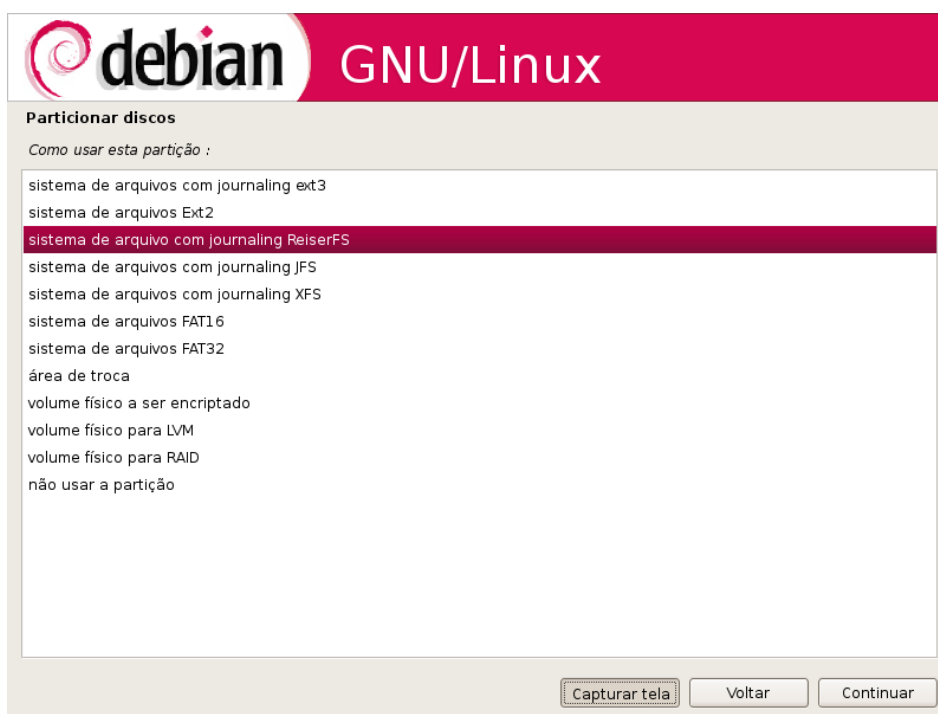 debian GNU/Linux
Particionar discos
Como usar esta partição :
sistema de arquivos com journaling ext3
sistema de arquivos Ext2
sistema de arquivo com journaling ReiserFS
sistema de arquivos com journaling JFS
sistema de arquivos com journaling XFS
sistema de arquivos FAT16
sistema de arquivos FAT32
área de troca
volume físico a ser encriptado
volume físico para LVM
volume físico para RAID
não usar a partição
Capturar tela Voltar Continuar